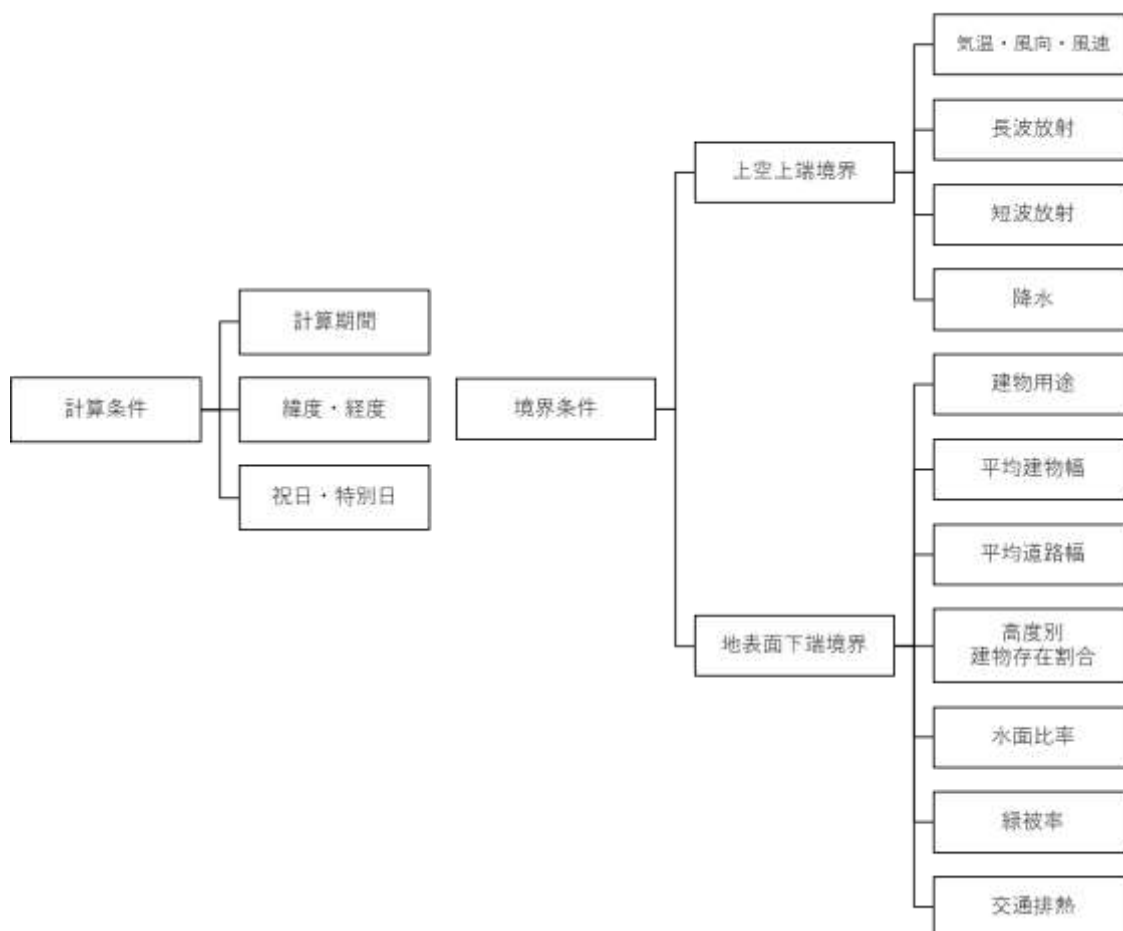 計算条件
計算期間
緯度・経度
祝日・特別日
境界条件
上空上端境界
気温・風向・風速
長波放射
短波放射
降水
地表面下端境界
建物用途
平均建物幅
平均道路幅
高度別
建物存在割合
水面比率
緑被率
交通排熱